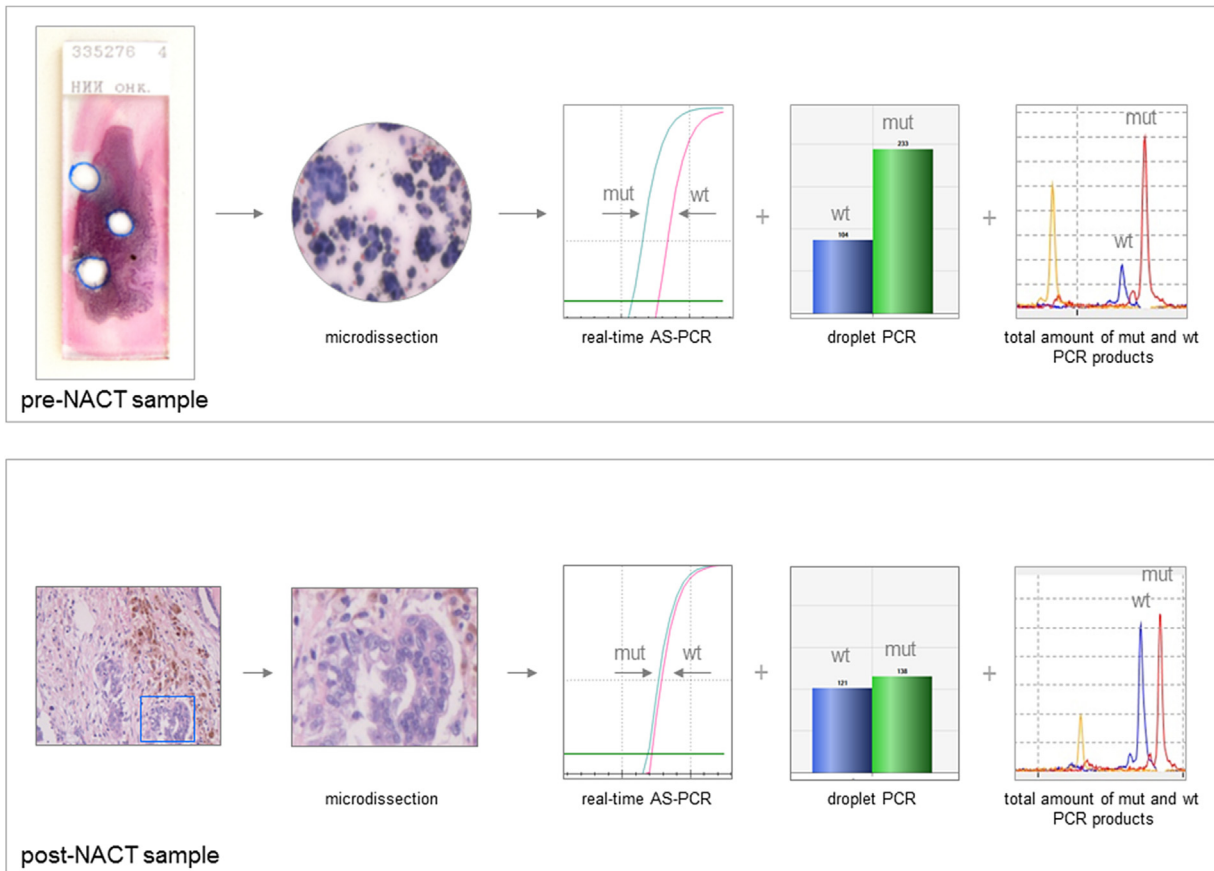 335276 4
НИИ онк.
mut
wt
wt
104
mut
233
mut
wt
microdissection
real-time AS-PCR
droplet PCR
total amount of mut and wt
PCR products
pre-NACT sample
mut
wt
wt
121
mut
138
mut
wt
microdissection
real-time AS-PCR
droplet PCR
total amount of mut and wt
PCR products
post-NACT sample